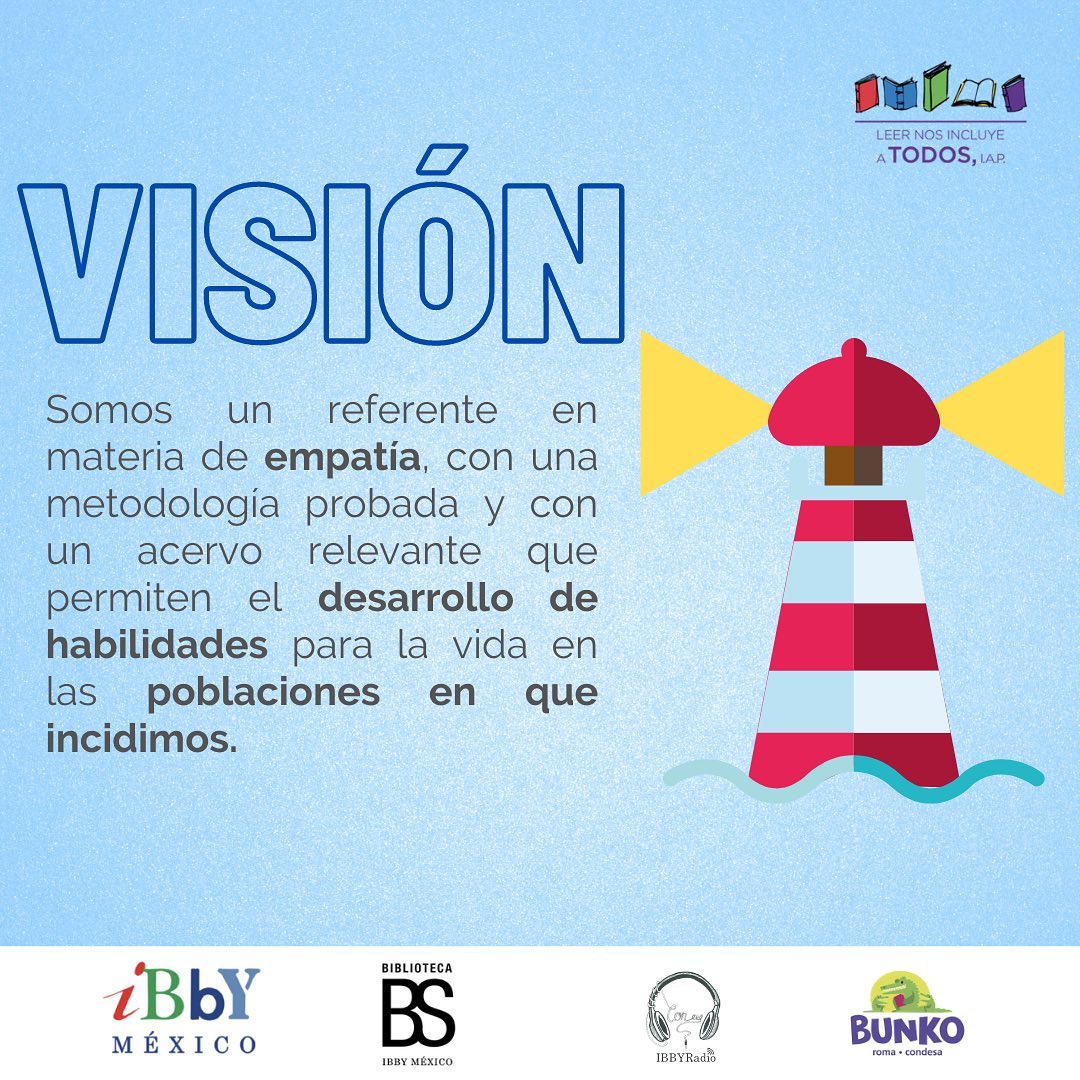 LEER NOS INCLUYE
A TODOS, I.A.P.
VISIÓN
Somos un referente en
materia de empatía, con una
metodología probada y con
un acervo relevante que
permiten el desarrollo de
habilidades para la vida en
las poblaciones en que
incidimos.
iBbY
MÉXICO
BIBLIOTECA
BS
IBBY MÉXICO
IBBYRadio
BUNKO
roma • condesa